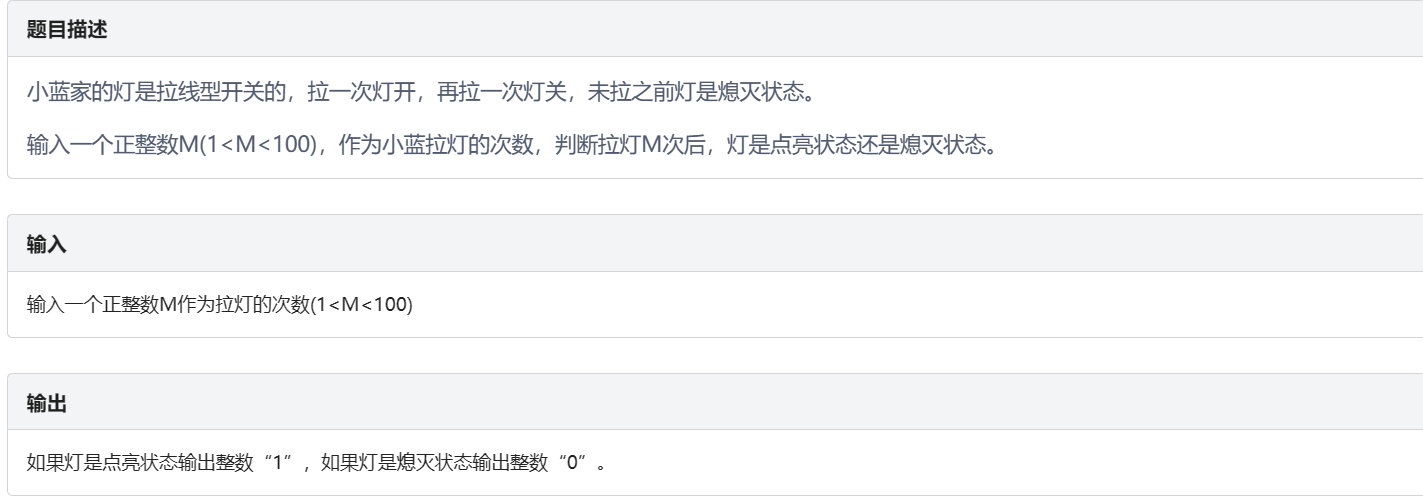 题目描述
小蓝家的灯是拉线型开关的，拉一次灯开，再拉一次灯关，未拉之前灯是熄灭状态。
输入一个正整数M(1<M<100)，作为小蓝拉灯的次数，判断拉灯M次后，灯是点亮状态还是熄灭状态。
输入
输入一个正整数M作为拉灯的次数(1<M<100)
输出
如果灯是点亮状态输出整数“1”，如果灯是熄灭状态输出整数“0”。